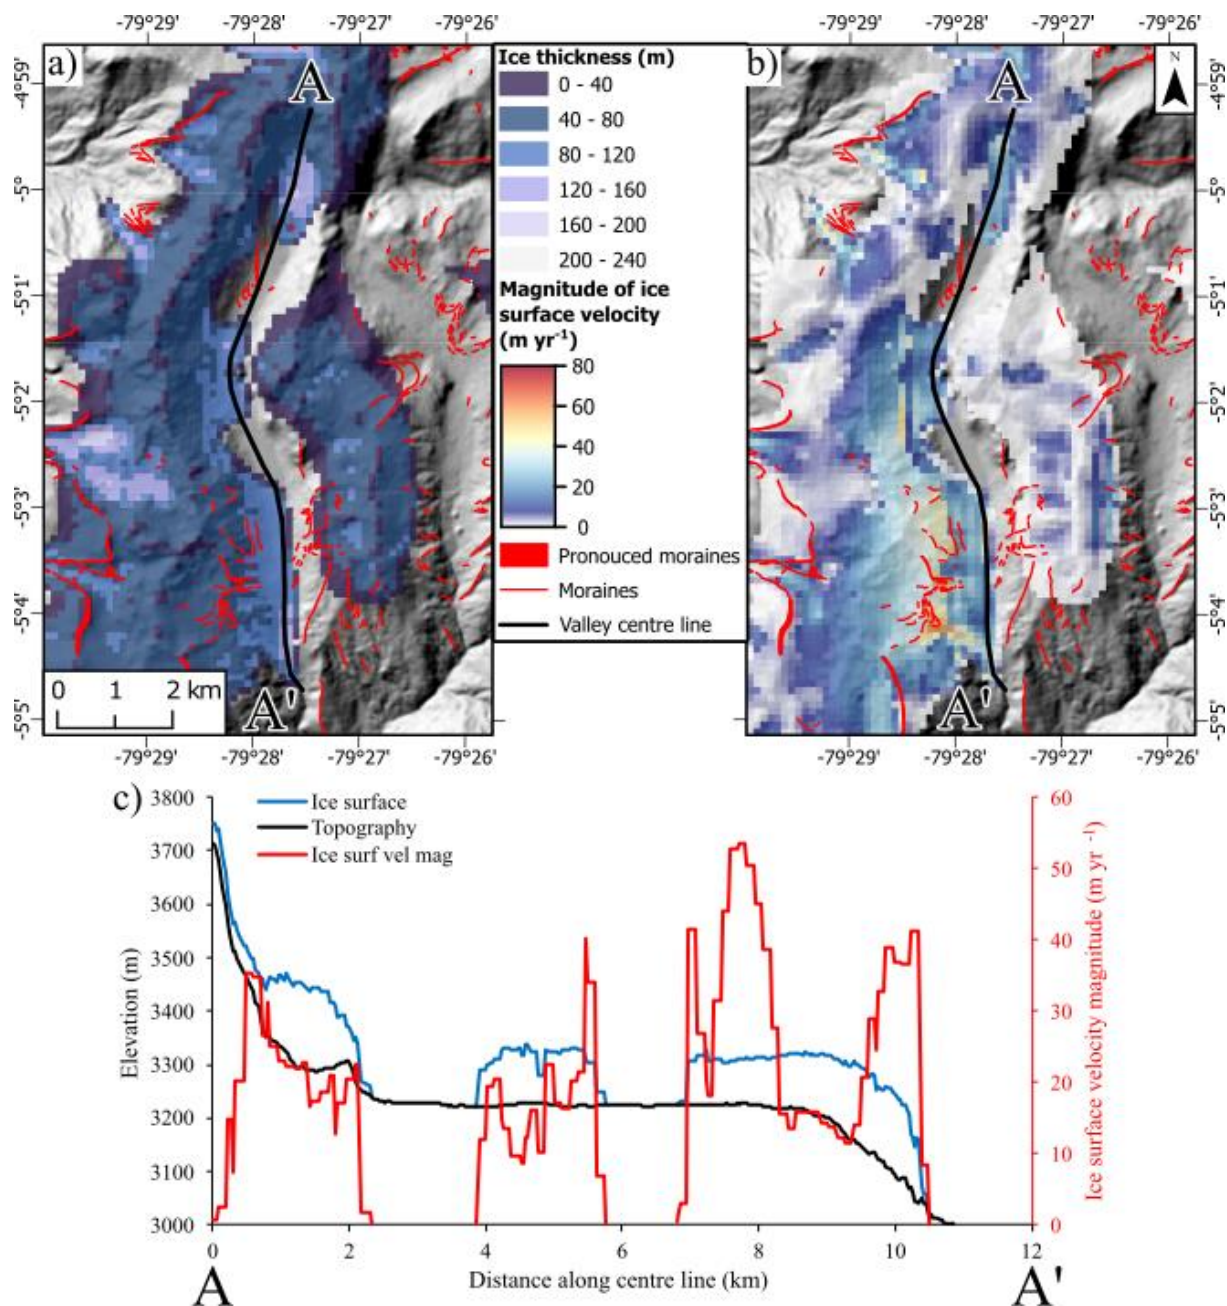 -79°29' -79°28' -79°27' -79°26' -79°29' -79°28' -79°27' -79°26'
a)
A
Ice thickness (m)
0 - 40
40 - 80
80 - 120
120 - 160
160 - 200
200 - 240
Magnitude of ice
surface velocity
(m yr-1)
80
60
40
20
0
Pronouced moraines
Moraines
Valley centre line
b)
A
N
-4°59'
-5°
-5°1'
-5°2'
-5°3'
-5°4'
-5°5'
-4°59'
-5°
-5°1'
-5°2'
-5°3'
-5°4'
-5°5'
0 1 2 km
A'
A'
-79°29' -79°28' -79°27' -79°26' -79°29' -79°28' -79°27' -79°26'
c)
Ice surface
Topography
Ice surf vel mag
Elevation (m)
3800
3700
3600
3500
3400
3300
3200
3100
3000
60
50
40
30
20
10
0
Ice surface velocity magnitude (m yr -1)
0 2 4 6 8 10 12
Distance along centre line (km)
A A'